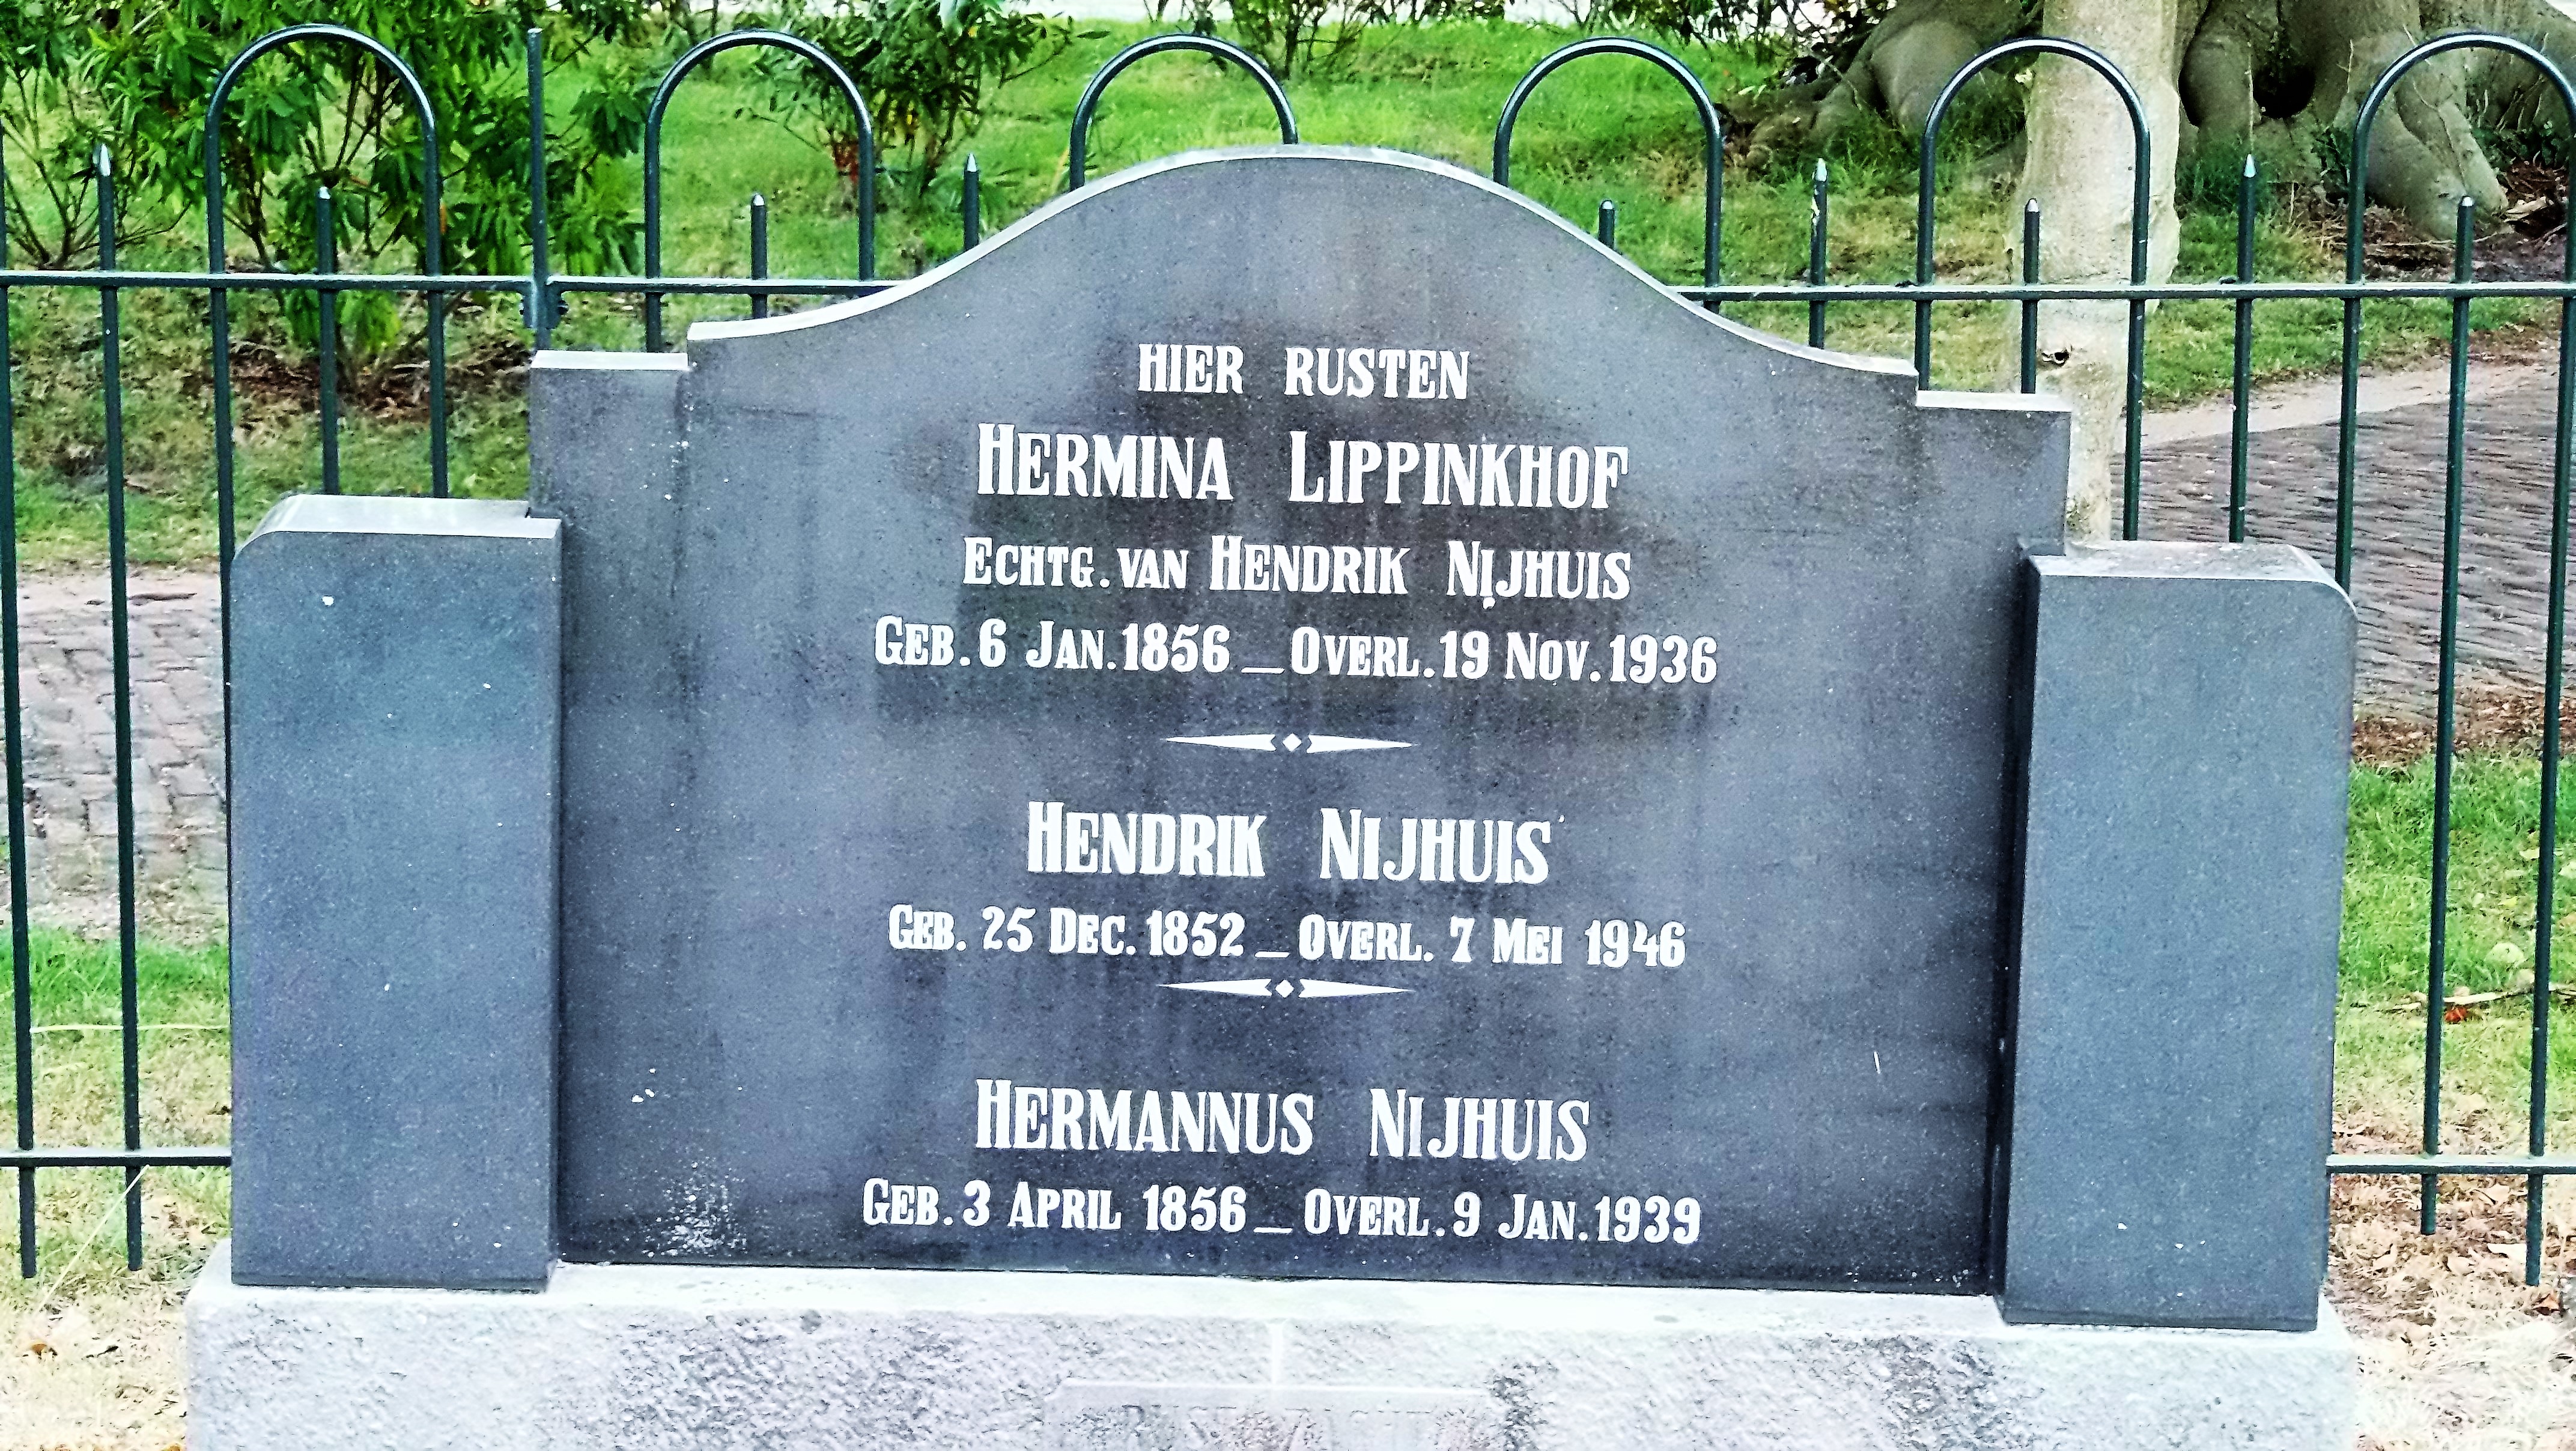 HIER RUSTEN
HERMINA LIPPINKHOF
ECHTG. VAN HENDRIK NIJHUIS
GEB. 6 JAN. 1856 _ OVERL. 19 NOV. 1936
HENDRIK NIJHUIS
GEB. 25 DEC. 1852 _ OVERL. 7 MEI 1946
HERMANNUS NIJHUIS
GEB. 3 APRIL 1856 _ OVERL. 9 JAN. 1939